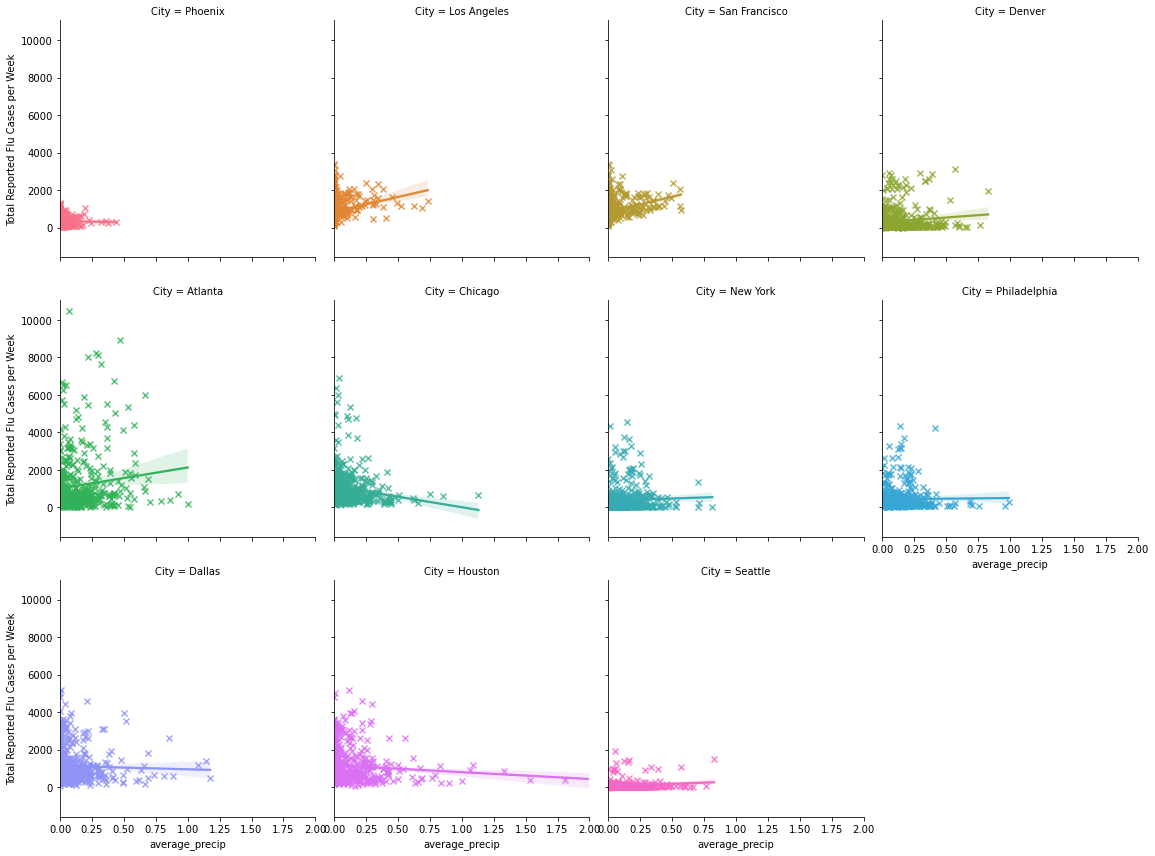 City = Phoenix
City = Los Angeles
City = San Francisco
City = Denver
Total Reported Flu Cases per Week
10000
8000
6000
4000
2000
0
City = Atlanta
City = Chicago
City = New York
City = Philadelphia
Total Reported Flu Cases per Week
10000
8000
6000
4000
2000
0
0.00 0.25 0.50 0.75 1.00 1.25 1.50 1.75 2.00
average_precip
City = Dallas
City = Houston
City = Seattle
Total Reported Flu Cases per Week
10000
8000
6000
4000
2000
0
0.00 0.25 0.50 0.75 1.00 1.25 1.50 1.75 2.00
0.00 0.25 0.50 0.75 1.00 1.25 1.50 1.75 2.00
0.00 0.25 0.50 0.75 1.00 1.25 1.50 1.75 2.00
average_precip
average_precip
average_precip